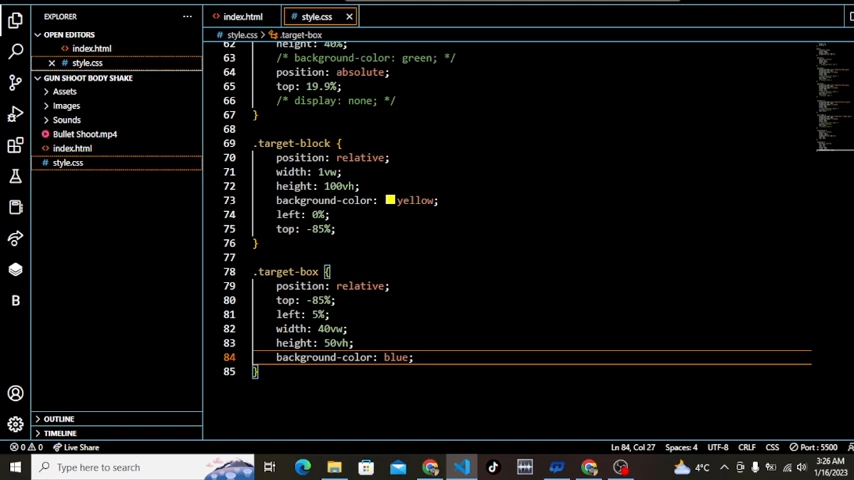 EXPLORER
index.html
style.css
OPEN EDITORS
index.html
style.css
GUN SHOOT BODY SHAKE
Assets
Images
Sounds
Bullet Shoot.mp4
index.html
style.css
OUTLINE
TIMELINE
style.css > .target-box
62 height: 40%;
63 /* background-color: green; */
64 position: absolute;
65 top: 19.9%;
66 /* display: none; */
67 }
68
69 .target-block {
70 position: relative;
71 width: 1vw;
72 height: 100vh;
73 background-color: yellow;
74 left: 0%;
75 top: -85%;
76 }
77
78 .target-box {
79 position: relative;
80 top: -85%;
81 left: 5%;
82 width: 40vw;
83 height: 50vh;
84 background-color: blue;
85 }
0 0 Live Share
Ln 84, Col 27 Spaces: 4 UTF-8 CRLF CSS Port : 5500
Type here to search
4°C
3:26 AM
1/16/2023